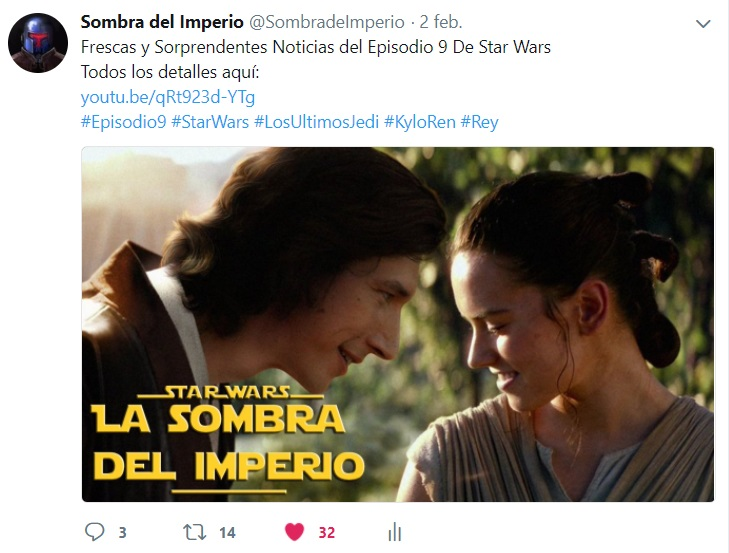 Sombra del Imperio @SombradeImperio · 2 feb.
Frescas y Sorprendentes Noticias del Episodio 9 De Star Wars
Todos los detalles aquí:
youtu.be/qRt923d-YTg
#Episodio9 #StarWars #LosUltimosJedi #KyloRen #Rey
STAR WARS
LA SOMBRA
DEL IMPERIO
3 14 32